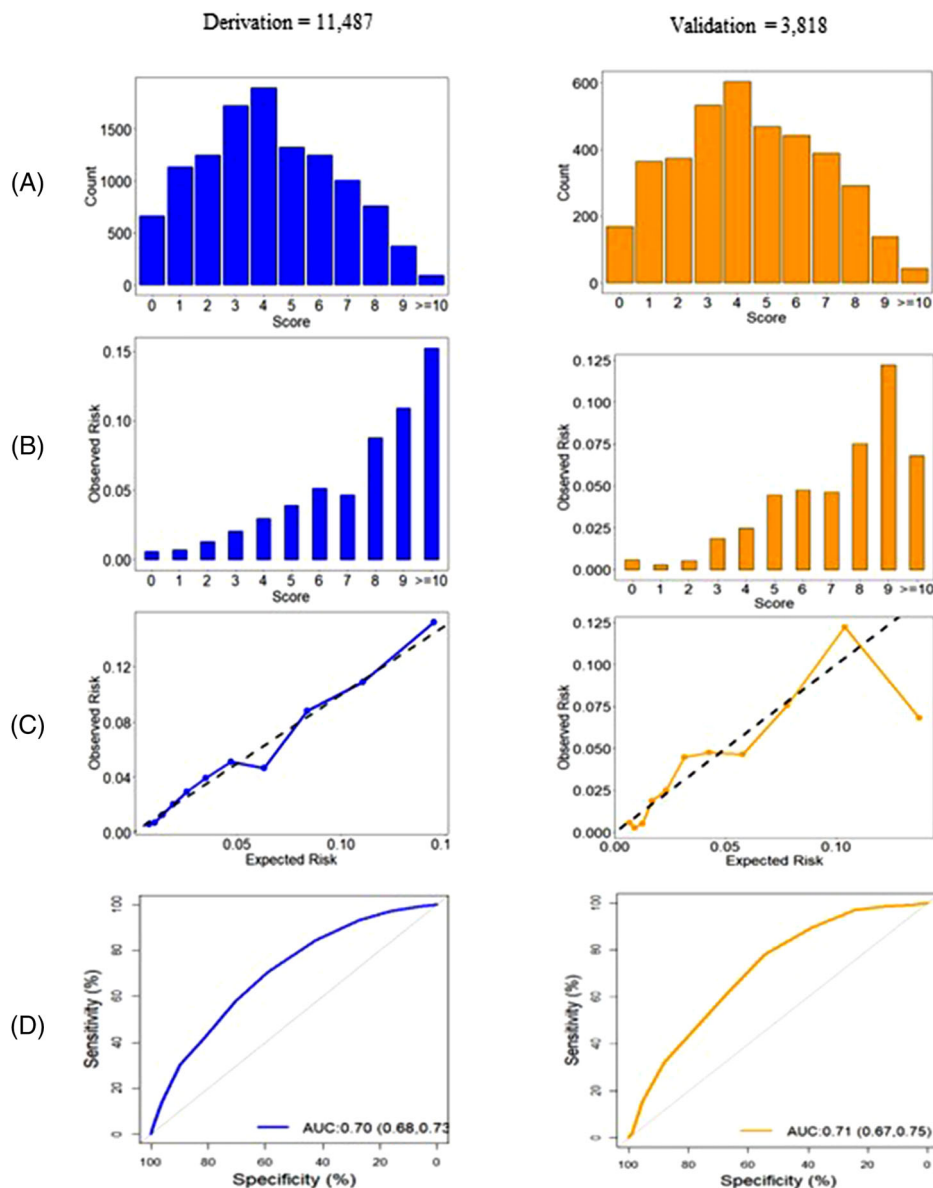 Derivation = 11,487
Validation = 3,818
(A)
Count
1500
1000
500
0
0 1 2 3 4 5 6 7 8 9 >=10
Score
Count
600
400
200
0
0 1 2 3 4 5 6 7 8 9 >=10
Score
(B)
Observed Risk
0.15
0.10
0.05
0.00
0 1 2 3 4 5 6 7 8 9 >=10
Score
Observed Risk
0.125
0.100
0.075
0.050
0.025
0.000
0 1 2 3 4 5 6 7 8 9 >=10
Score
(C)
Observed Risk
0.12
0.08
0.04
0.00
0.05 0.10 0.1
Expected Risk
Observed Risk
0.125
0.100
0.075
0.050
0.025
0.000
0.00 0.05 0.10
Expected Risk
(D)
Sensitivity (%)
100
80
60
40
20
0
AUC:0.70 (0.68,0.73
100 80 60 40 20 0
Specificity (%)
Sensitivity (%)
100
80
60
40
20
0
AUC:0.71 (0.67,0.75)
100 80 60 40 20 0
Specificity (%)